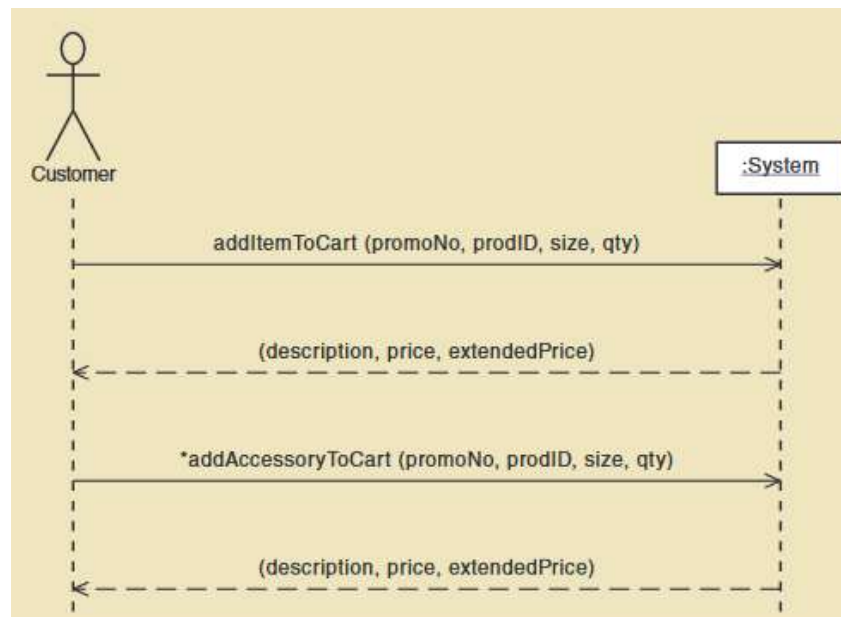 Customer
:System
addItemToCart (promoNo, prodID, size, qty)
(description, price, extendedPrice)
*addAccessoryToCart (promoNo, prodID, size, qty)
(description, price, extendedPrice)